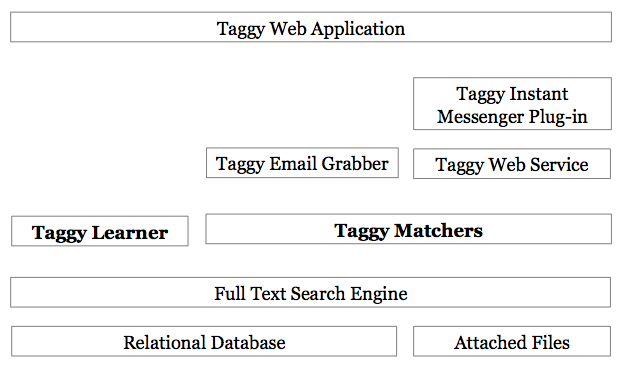 Taggy Web Application
Taggy Instant
Messenger Plug-in
Taggy Email Grabber
Taggy Web Service
Taggy Learner
Taggy Matchers
Full Text Search Engine
Relational Database
Attached Files